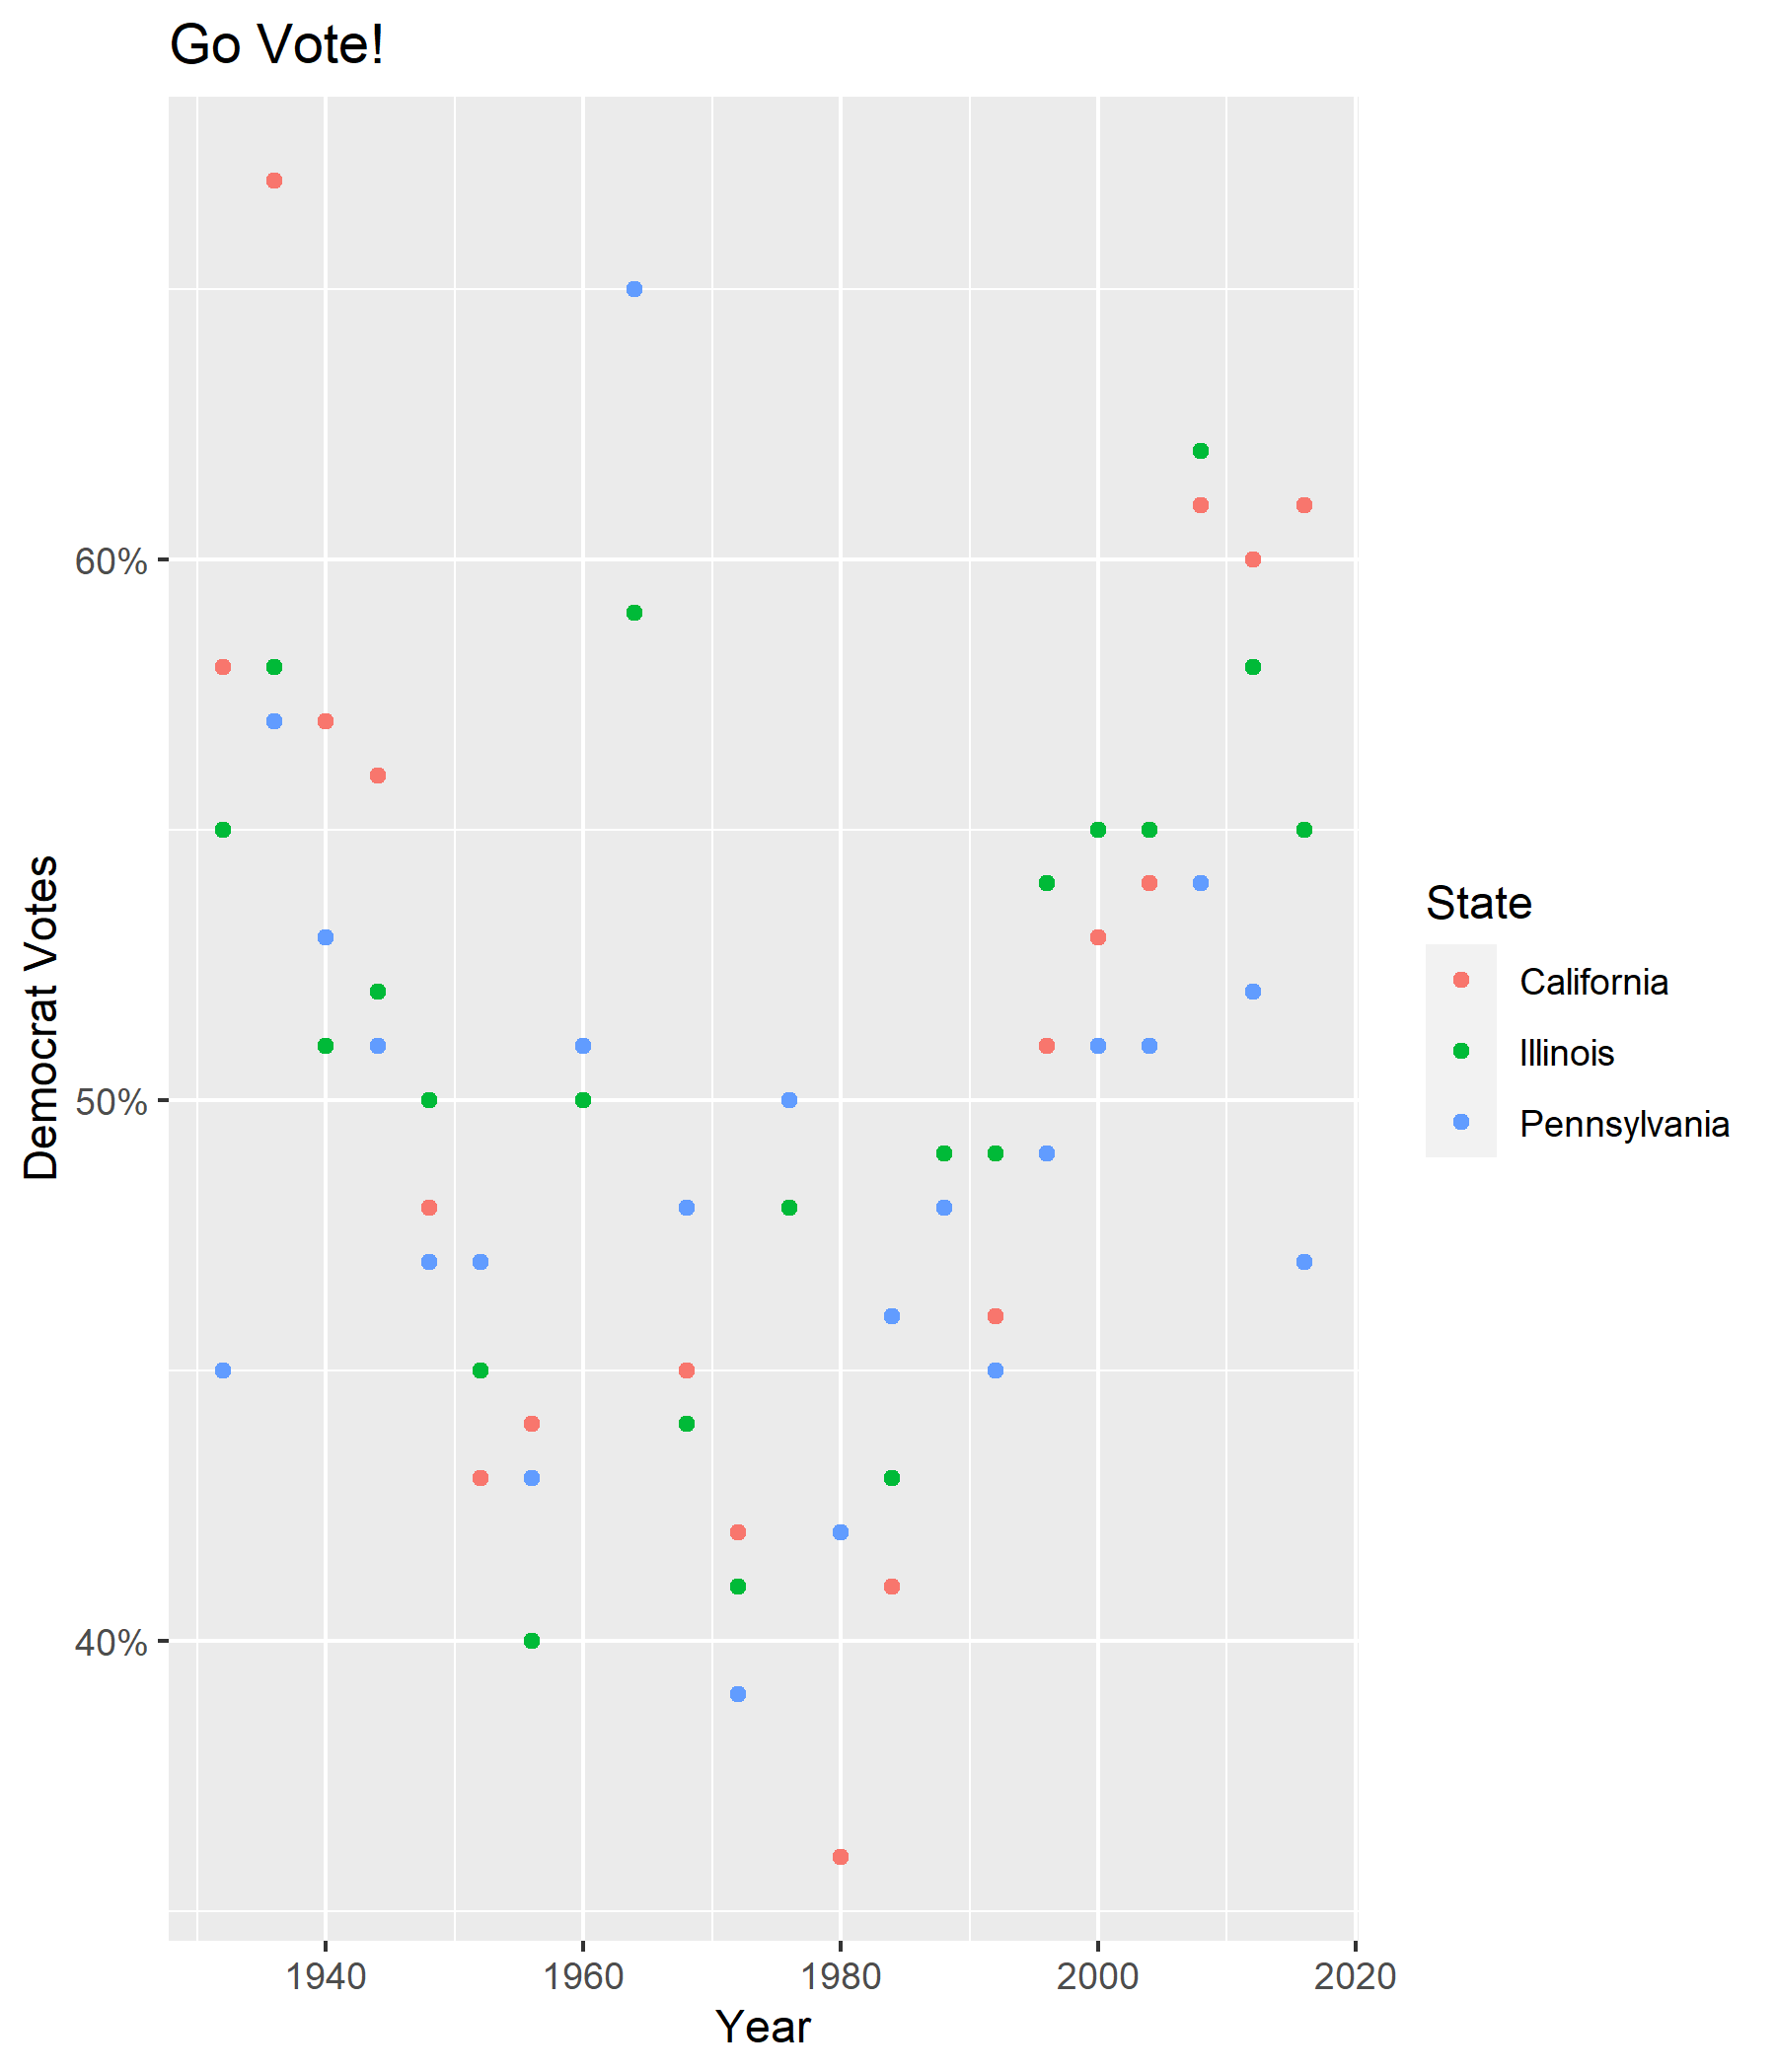 Go Vote!
60%
50%
40%
Democrat Votes
1940 1960 1980 2000 2020
Year
State
California
Illinois
Pennsylvania